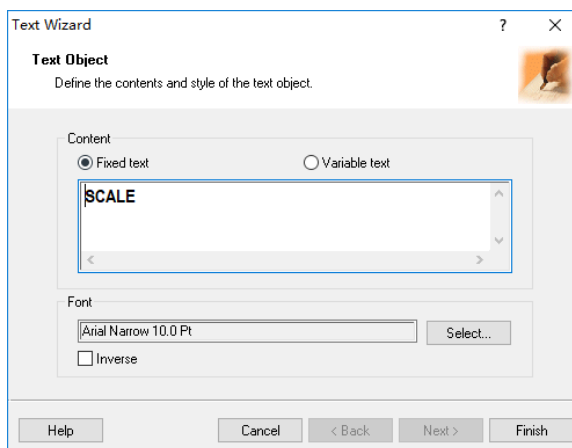 Text Wizard ?
Text Object
Define the contents and style of the text object.
Content
Fixed text Variable text
SCALE
Font
Arial Narrow 10.0 Pt Select...
Inverse
Help Cancel < Back Next > Finish